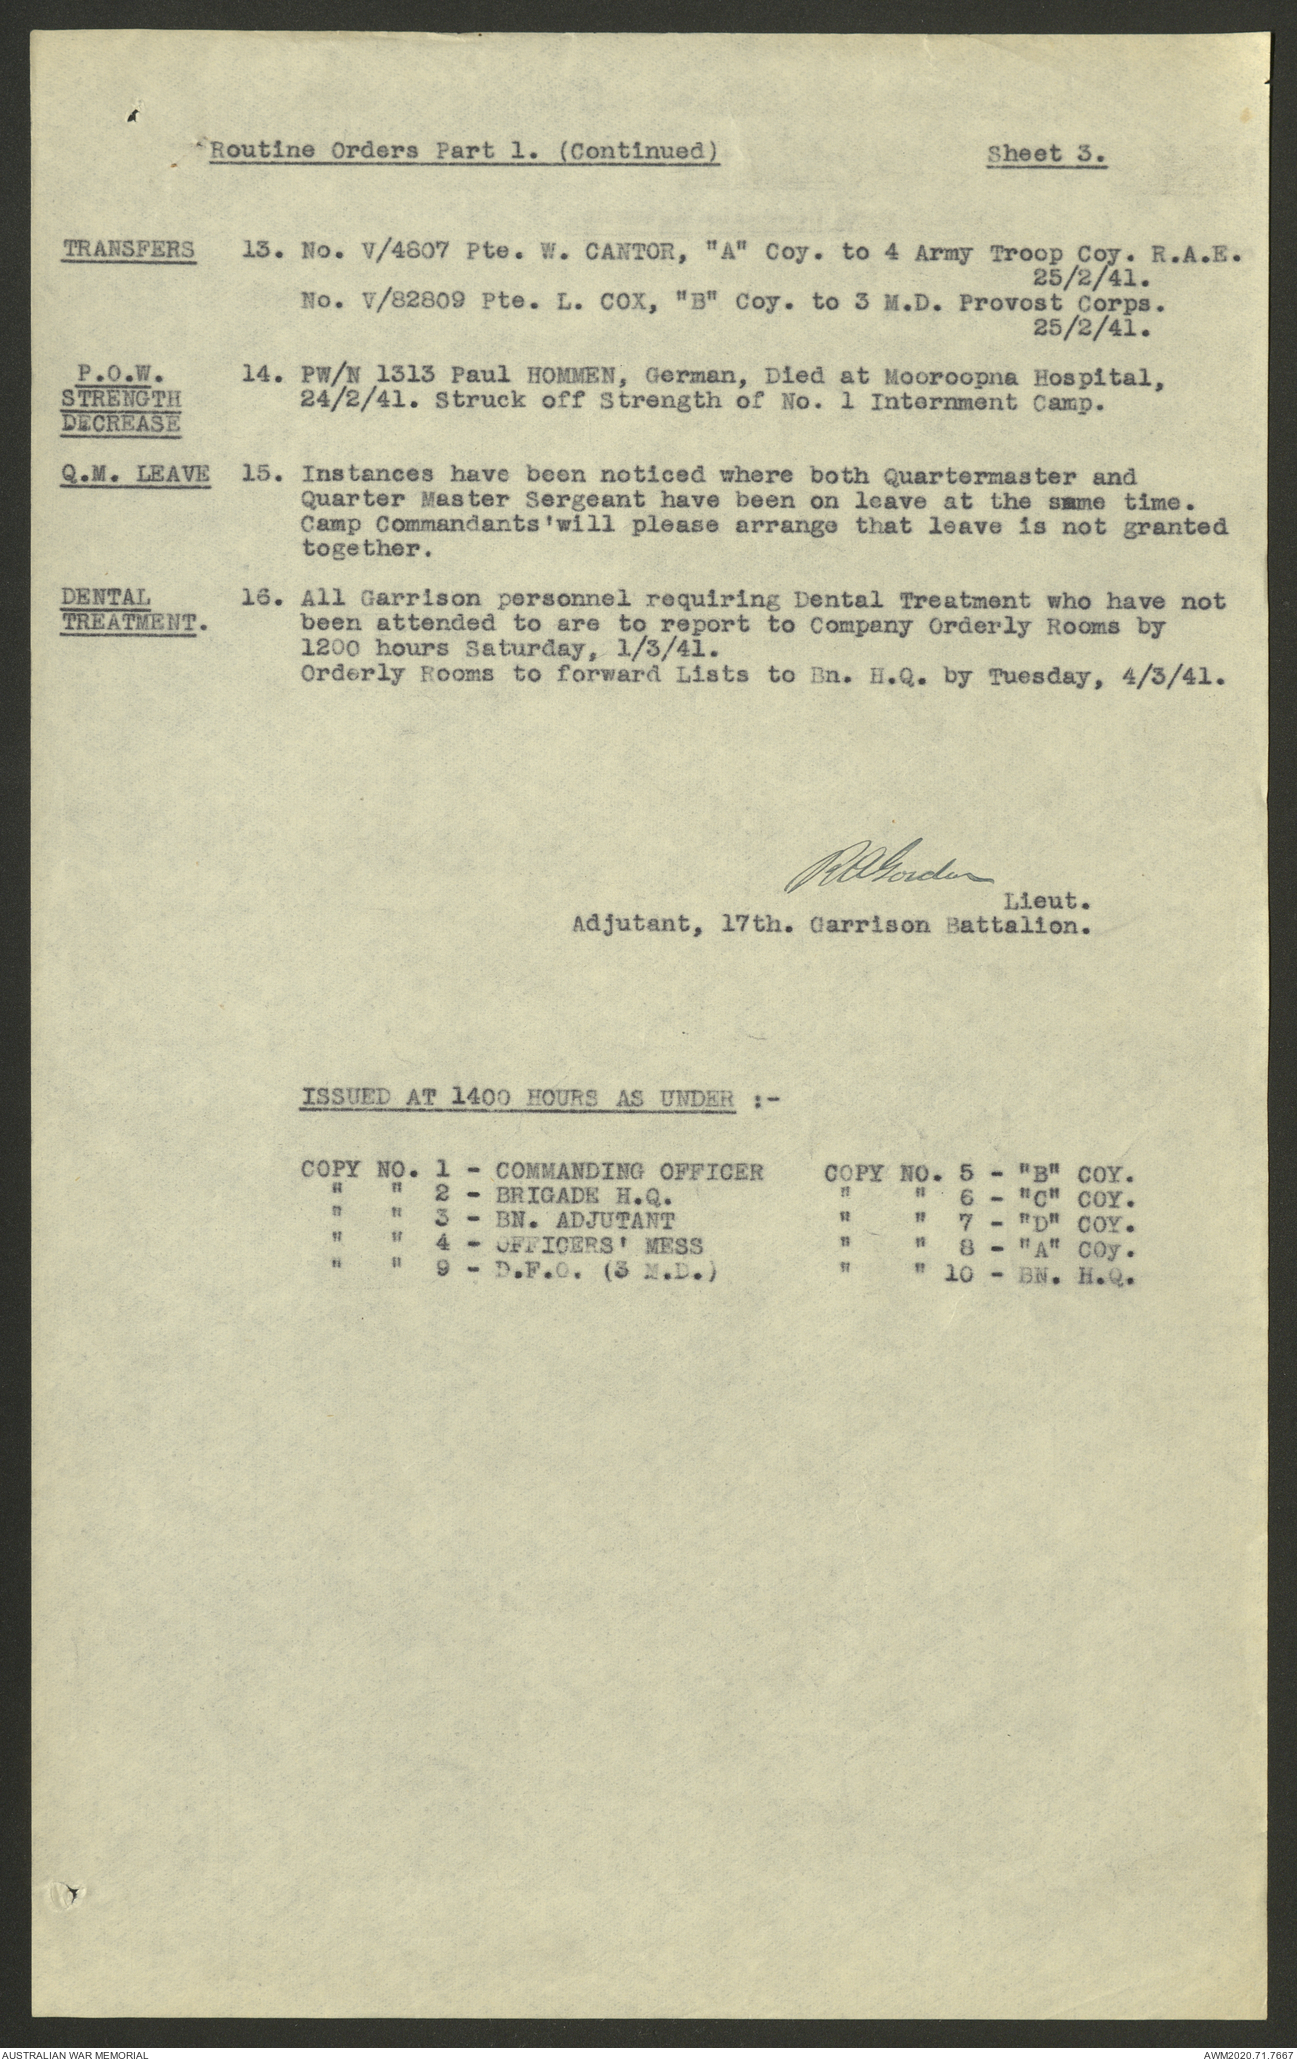 Routine Orders Part 1. (Continued) Sheet 3.
TRANSFERS 13. No. V/4807 Pte. W. CANTOR, "A" Coy. to 4 Army Troop Coy. R.A.E.
25/2/41.
No. V/82809 Pte. L. COX, "B" Coy. to 3 M.D. Provost Corps.
25/2/41.
P.O.W. 14. PW/N 1313 Paul HOMMEN, German, Died at Mooroopna Hospital,
STRENGTH 24/2/41. Struck off Strength of No. 1 Internment Camp.
DECREASE
Q.M. LEAVE 15. Instances have been noticed where both Quartermaster and
Quarter Master Sergeant have been on leave at the same time.
Camp Commandants'will please arrange that leave is not granted
together.
DENTAL 16. All Garrison personnel requiring Dental Treatment who have not
TREATMENT. been attended to are to report to Company Orderly Rooms by
1200 hours Saturday, 1/3/41.
Orderly Rooms to forward Lists to Bn. H.Q. by Tuesday, 4/3/41.
RAGordon
Lieut.
Adjutant, 17th. Garrison Battalion.
ISSUED AT 1400 HOURS AS UNDER :-
COPY NO. 1 - COMMANDING OFFICER COPY NO. 5 - "B" COY.
" " 2 - BRIGADE H.Q. " " 6 - "C" COY.
" " 3 - BN. ADJUTANT " " 7 - "D" COY.
" " 4 - OFFICERS' MESS " " 8 - "A" COy.
" " 9 - D.F.O. (3 M.D.) " " 10 - BN. H.Q.
AUSTRALIAN WAR MEMORIAL AWM2020.71.7667